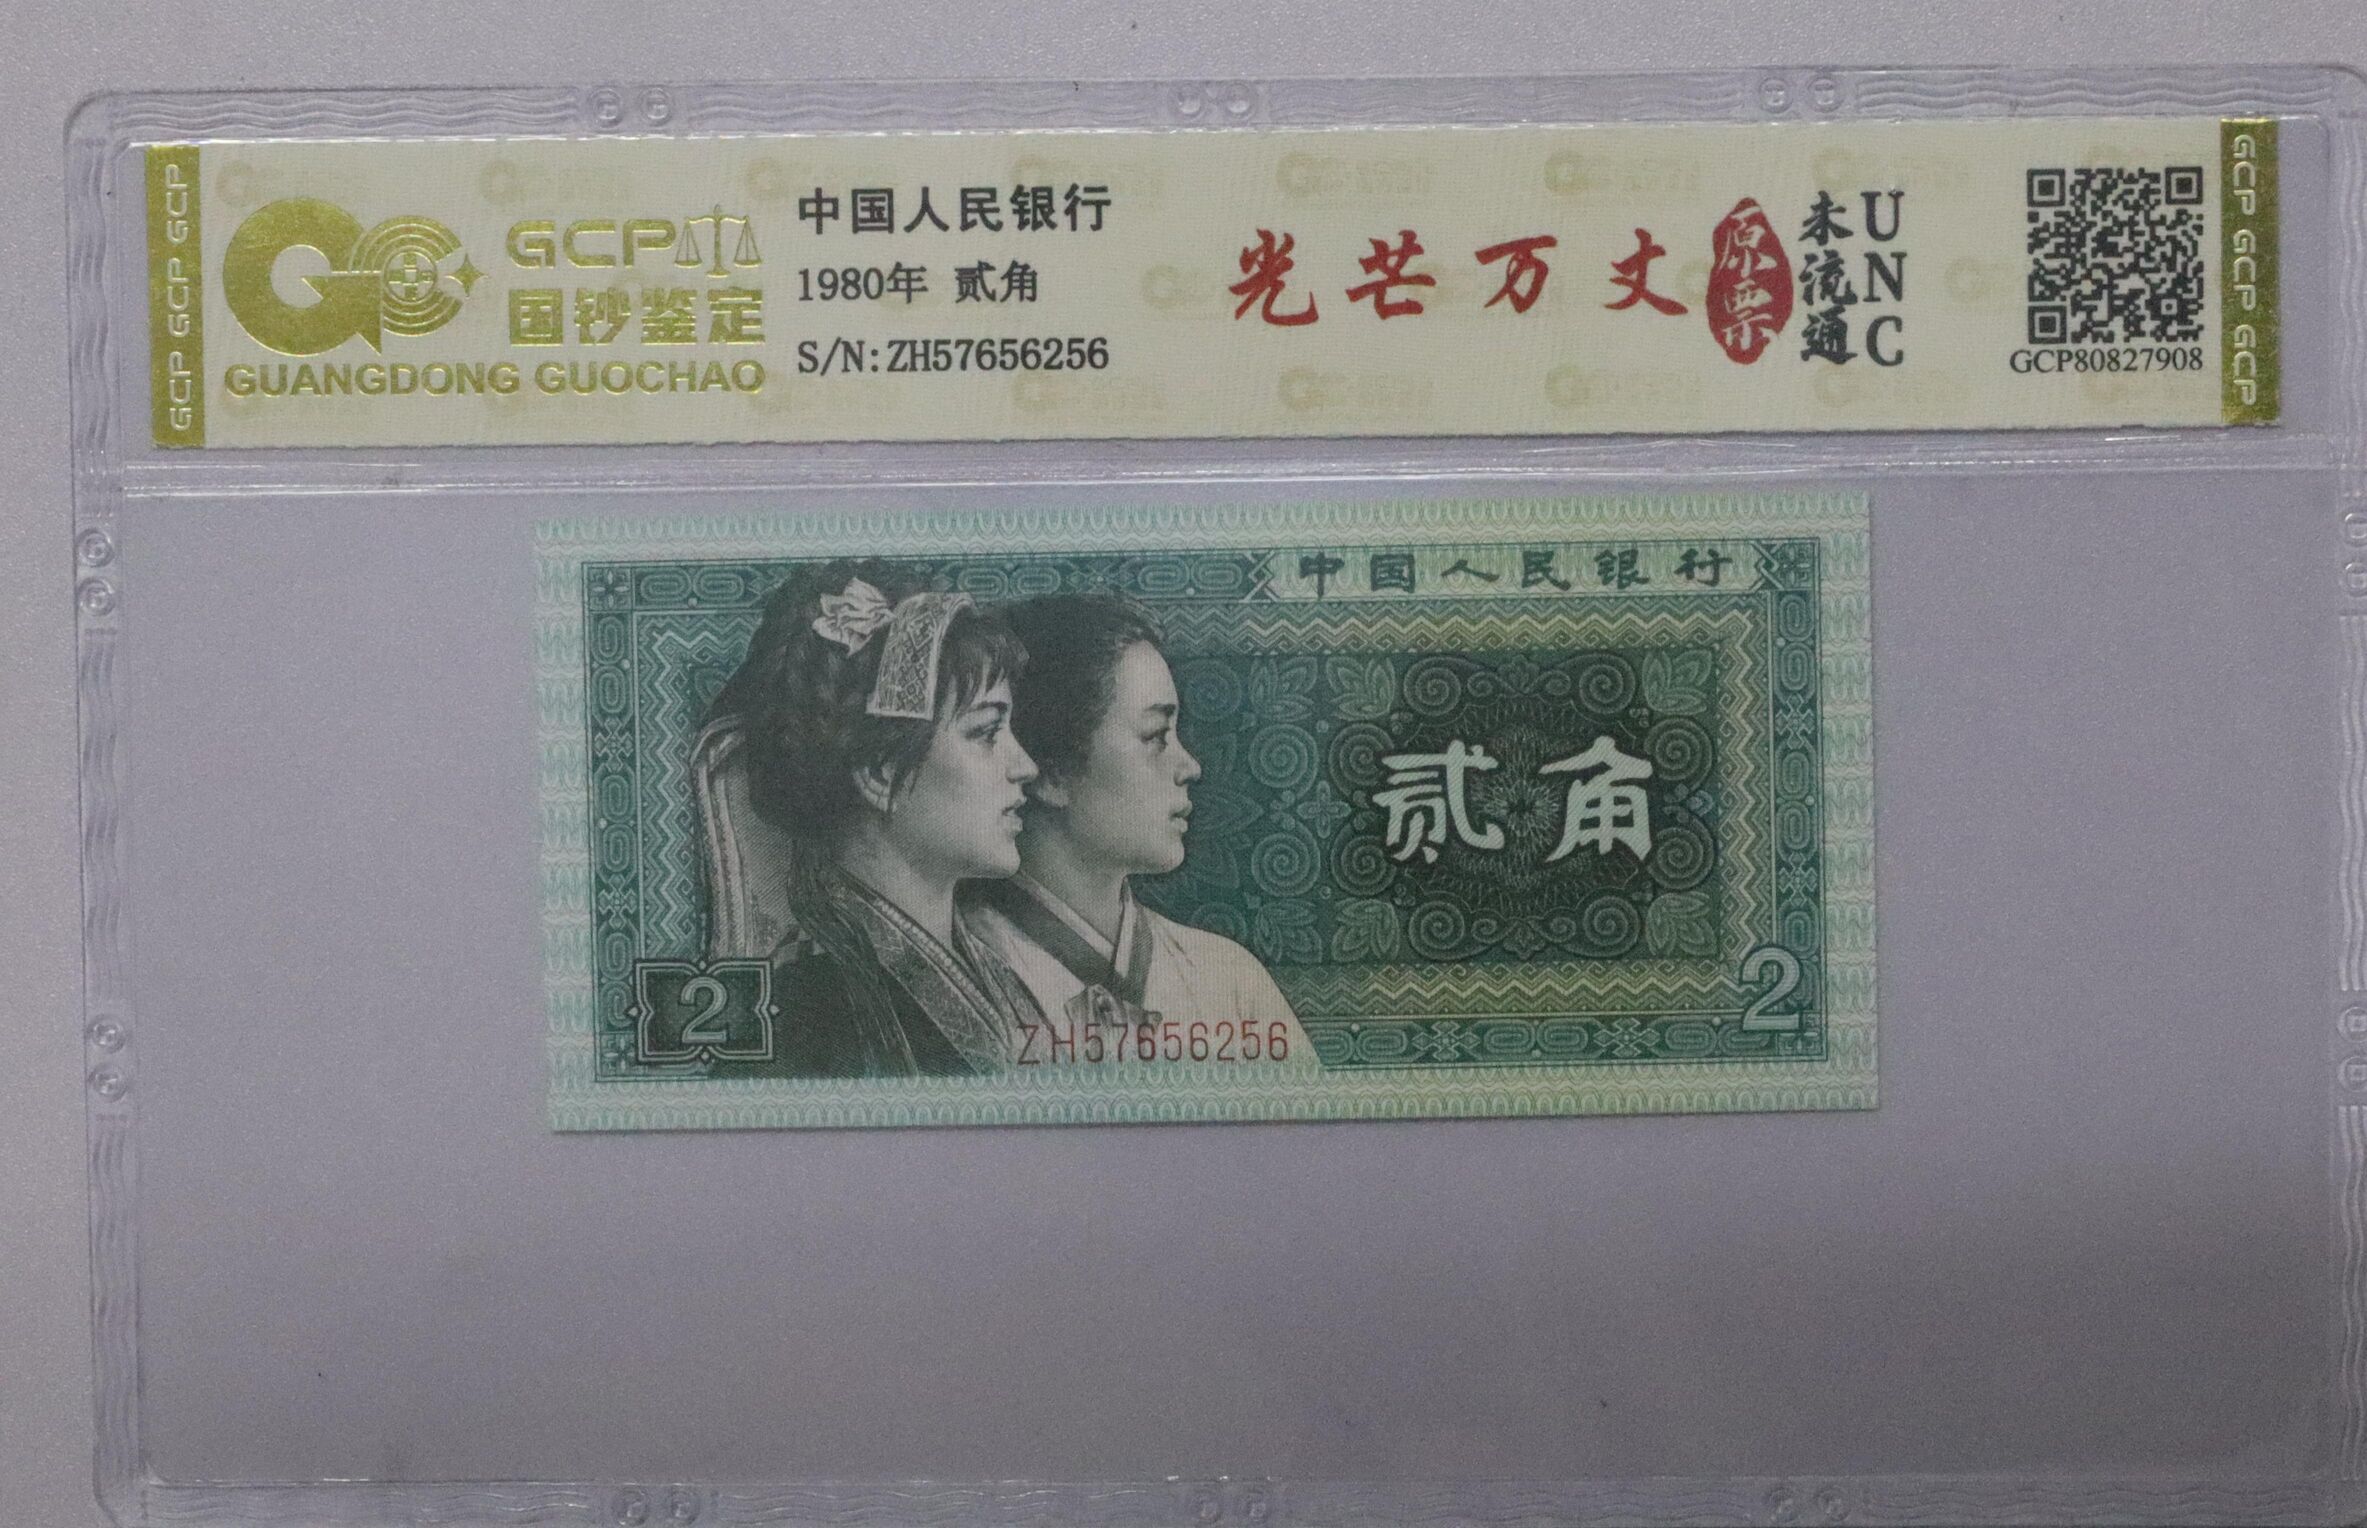 GCP GCP GCP
GCP
国钞鉴定
GUANGDONG GUOCHAO
中国人民银行
1980年 贰角
S/N:ZH57656256
光芒万丈
原票
未流通
UNC
GCP80827908
GCP GCP GCP
中国人民银行
贰角
2
2
ZH57656256